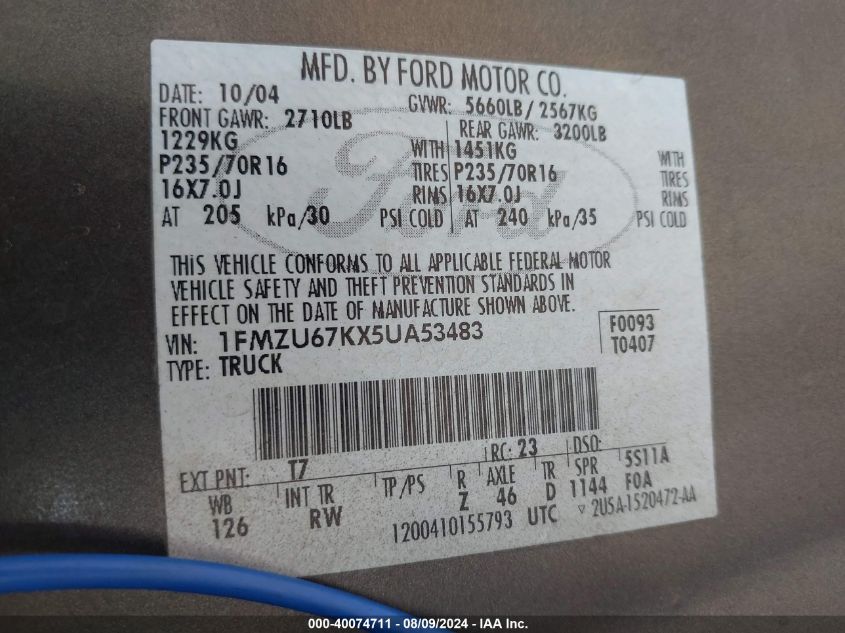 MFD. BY FORD MOTOR CO.
DATE: 10/04 GVWR: 5660LB / 2567KG
FRONT GAWR: 2710LB REAR GAWR: 3200LB
1229KG WITH 1451KG WITH
P235/70R16 TIRES P235/70R16 TIRES
16X7.0J RIMS 16X7.0J RIMS
AT 205 kPa/30 PSI COLD AT 240 kPa/35 PSI COLD
Ford
THIS VEHICLE CONFORMS TO ALL APPLICABLE FEDERAL MOTOR
VEHICLE SAFETY AND THEFT PREVENTION STANDARDS IN
EFFECT ON THE DATE OF MANUFACTURE SHOWN ABOVE.
VIN: 1FMZU67KX5UA53483 F0093
TYPE: TRUCK T0407
EXT PNT: T7 RC: 23 DSO:
WB INT TR TP/PS R AXLE TR SPR 5S11A
126 RW Z 46 D 1144 F0A
1200410155793 UTC ▽ 2USA-1520472-AA
000-40074711 - 08/09/2024 - IAA Inc.